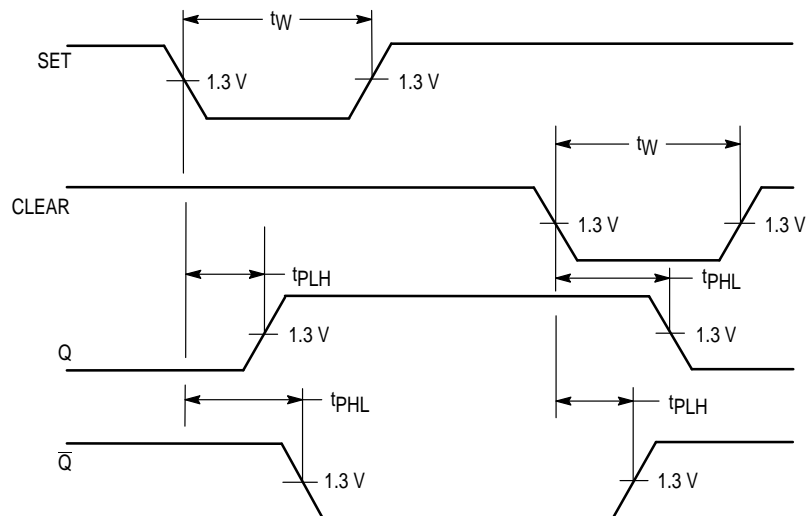 tW
SET
1.3 V
1.3 V
tW
CLEAR
1.3 V
1.3 V
tPLH
tPHL
1.3 V
1.3 V
Q
tPHL
tPLH
Q̅
1.3 V
1.3 V